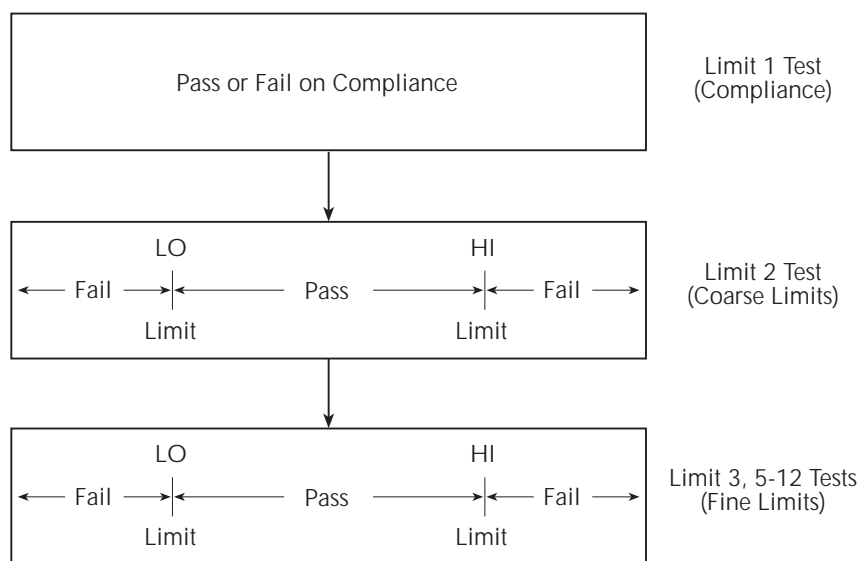 Pass or Fail on Compliance
Limit 1 Test
(Compliance)
LO HI
Fail Pass Fail
Limit Limit
Limit 2 Test
(Coarse Limits)
LO HI
Fail Pass Fail
Limit Limit
Limit 3, 5-12 Tests
(Fine Limits)